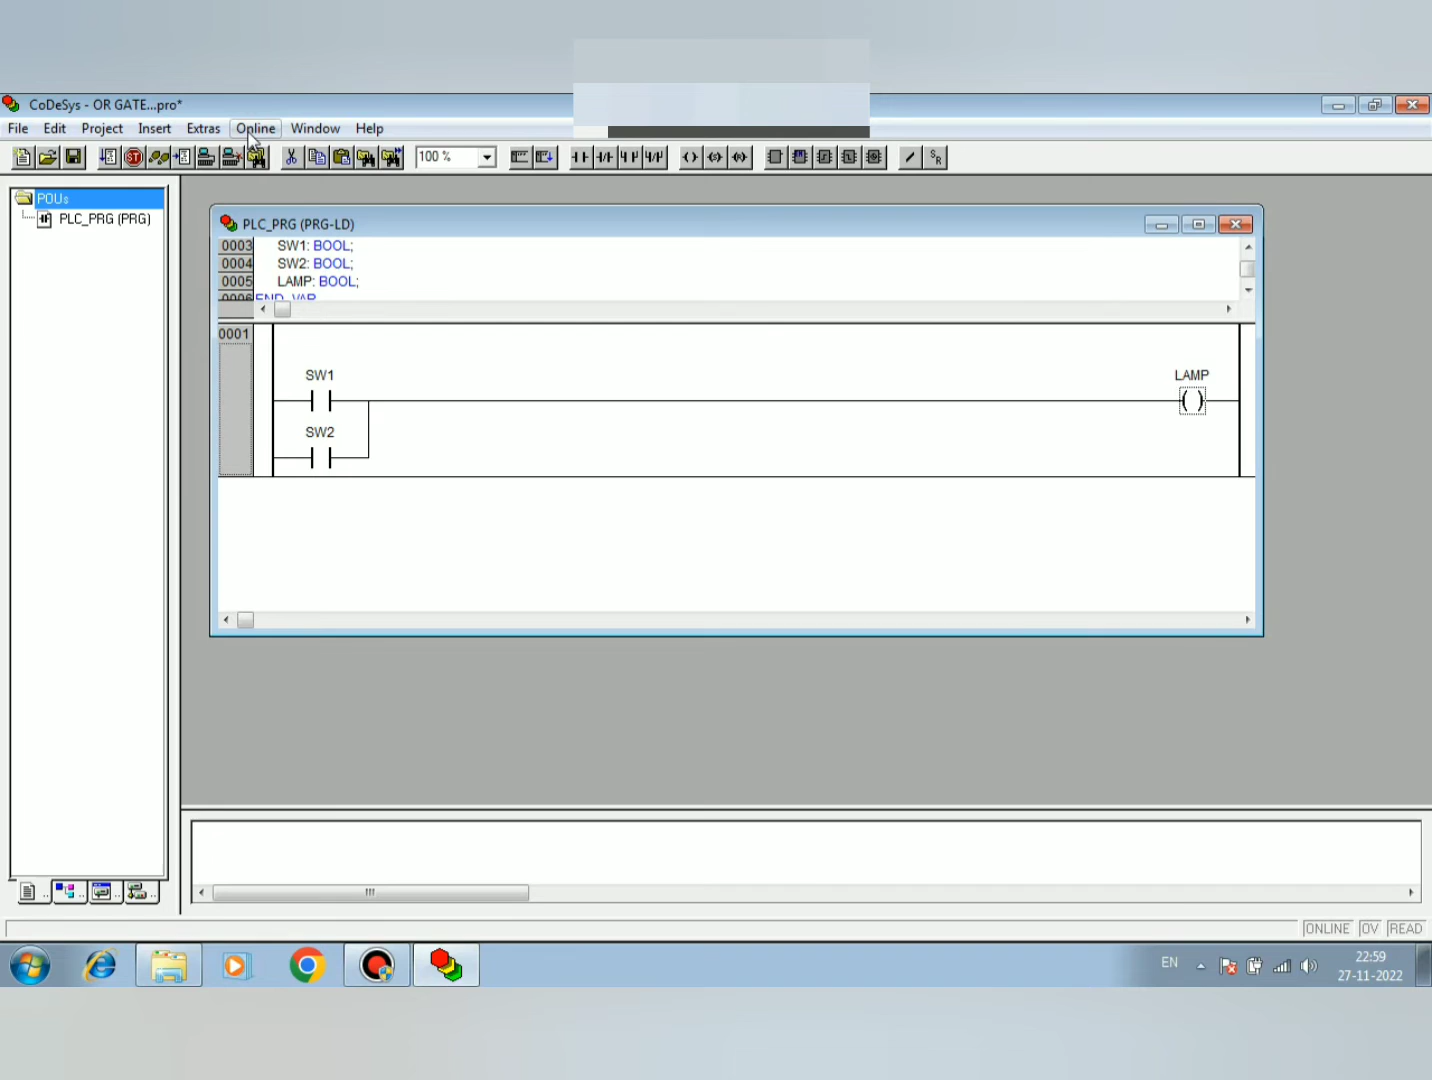 CoDeSys - OR GATE...pro*
File Edit Project Insert Extras Online Window Help
100 %
POUs
PLC_PRG (PRG)
PLC_PRG (PRG-LD)
0003 SW1: BOOL;
0004 SW2: BOOL;
0005 LAMP: BOOL;
0006 END_VAR
0001
SW1
LAMP
SW2
ONLINE OV READ
EN
22:59
27-11-2022